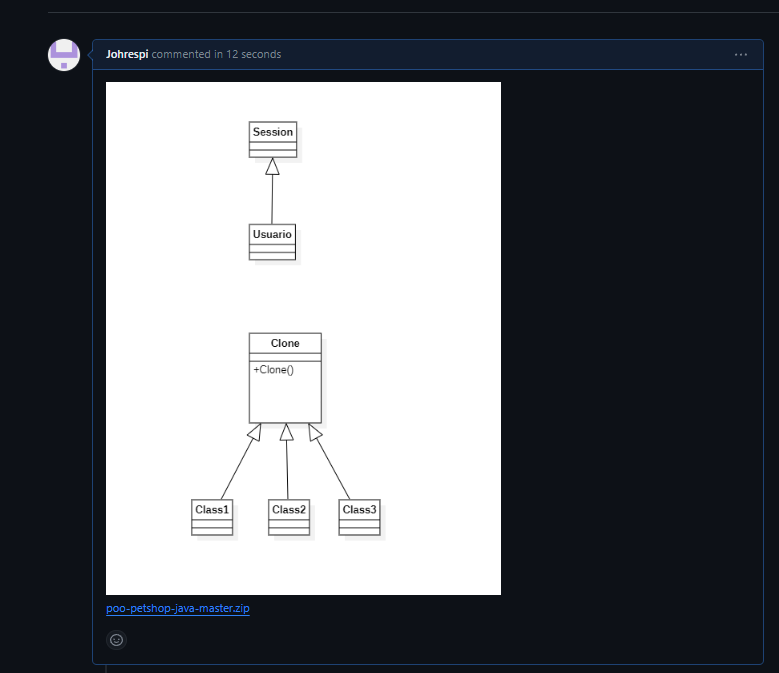 Johrespi commented in 12 seconds
Session
Usuario
Clone
+Clone()
Class1 Class2 Class3
poo-petshop-java-master.zip